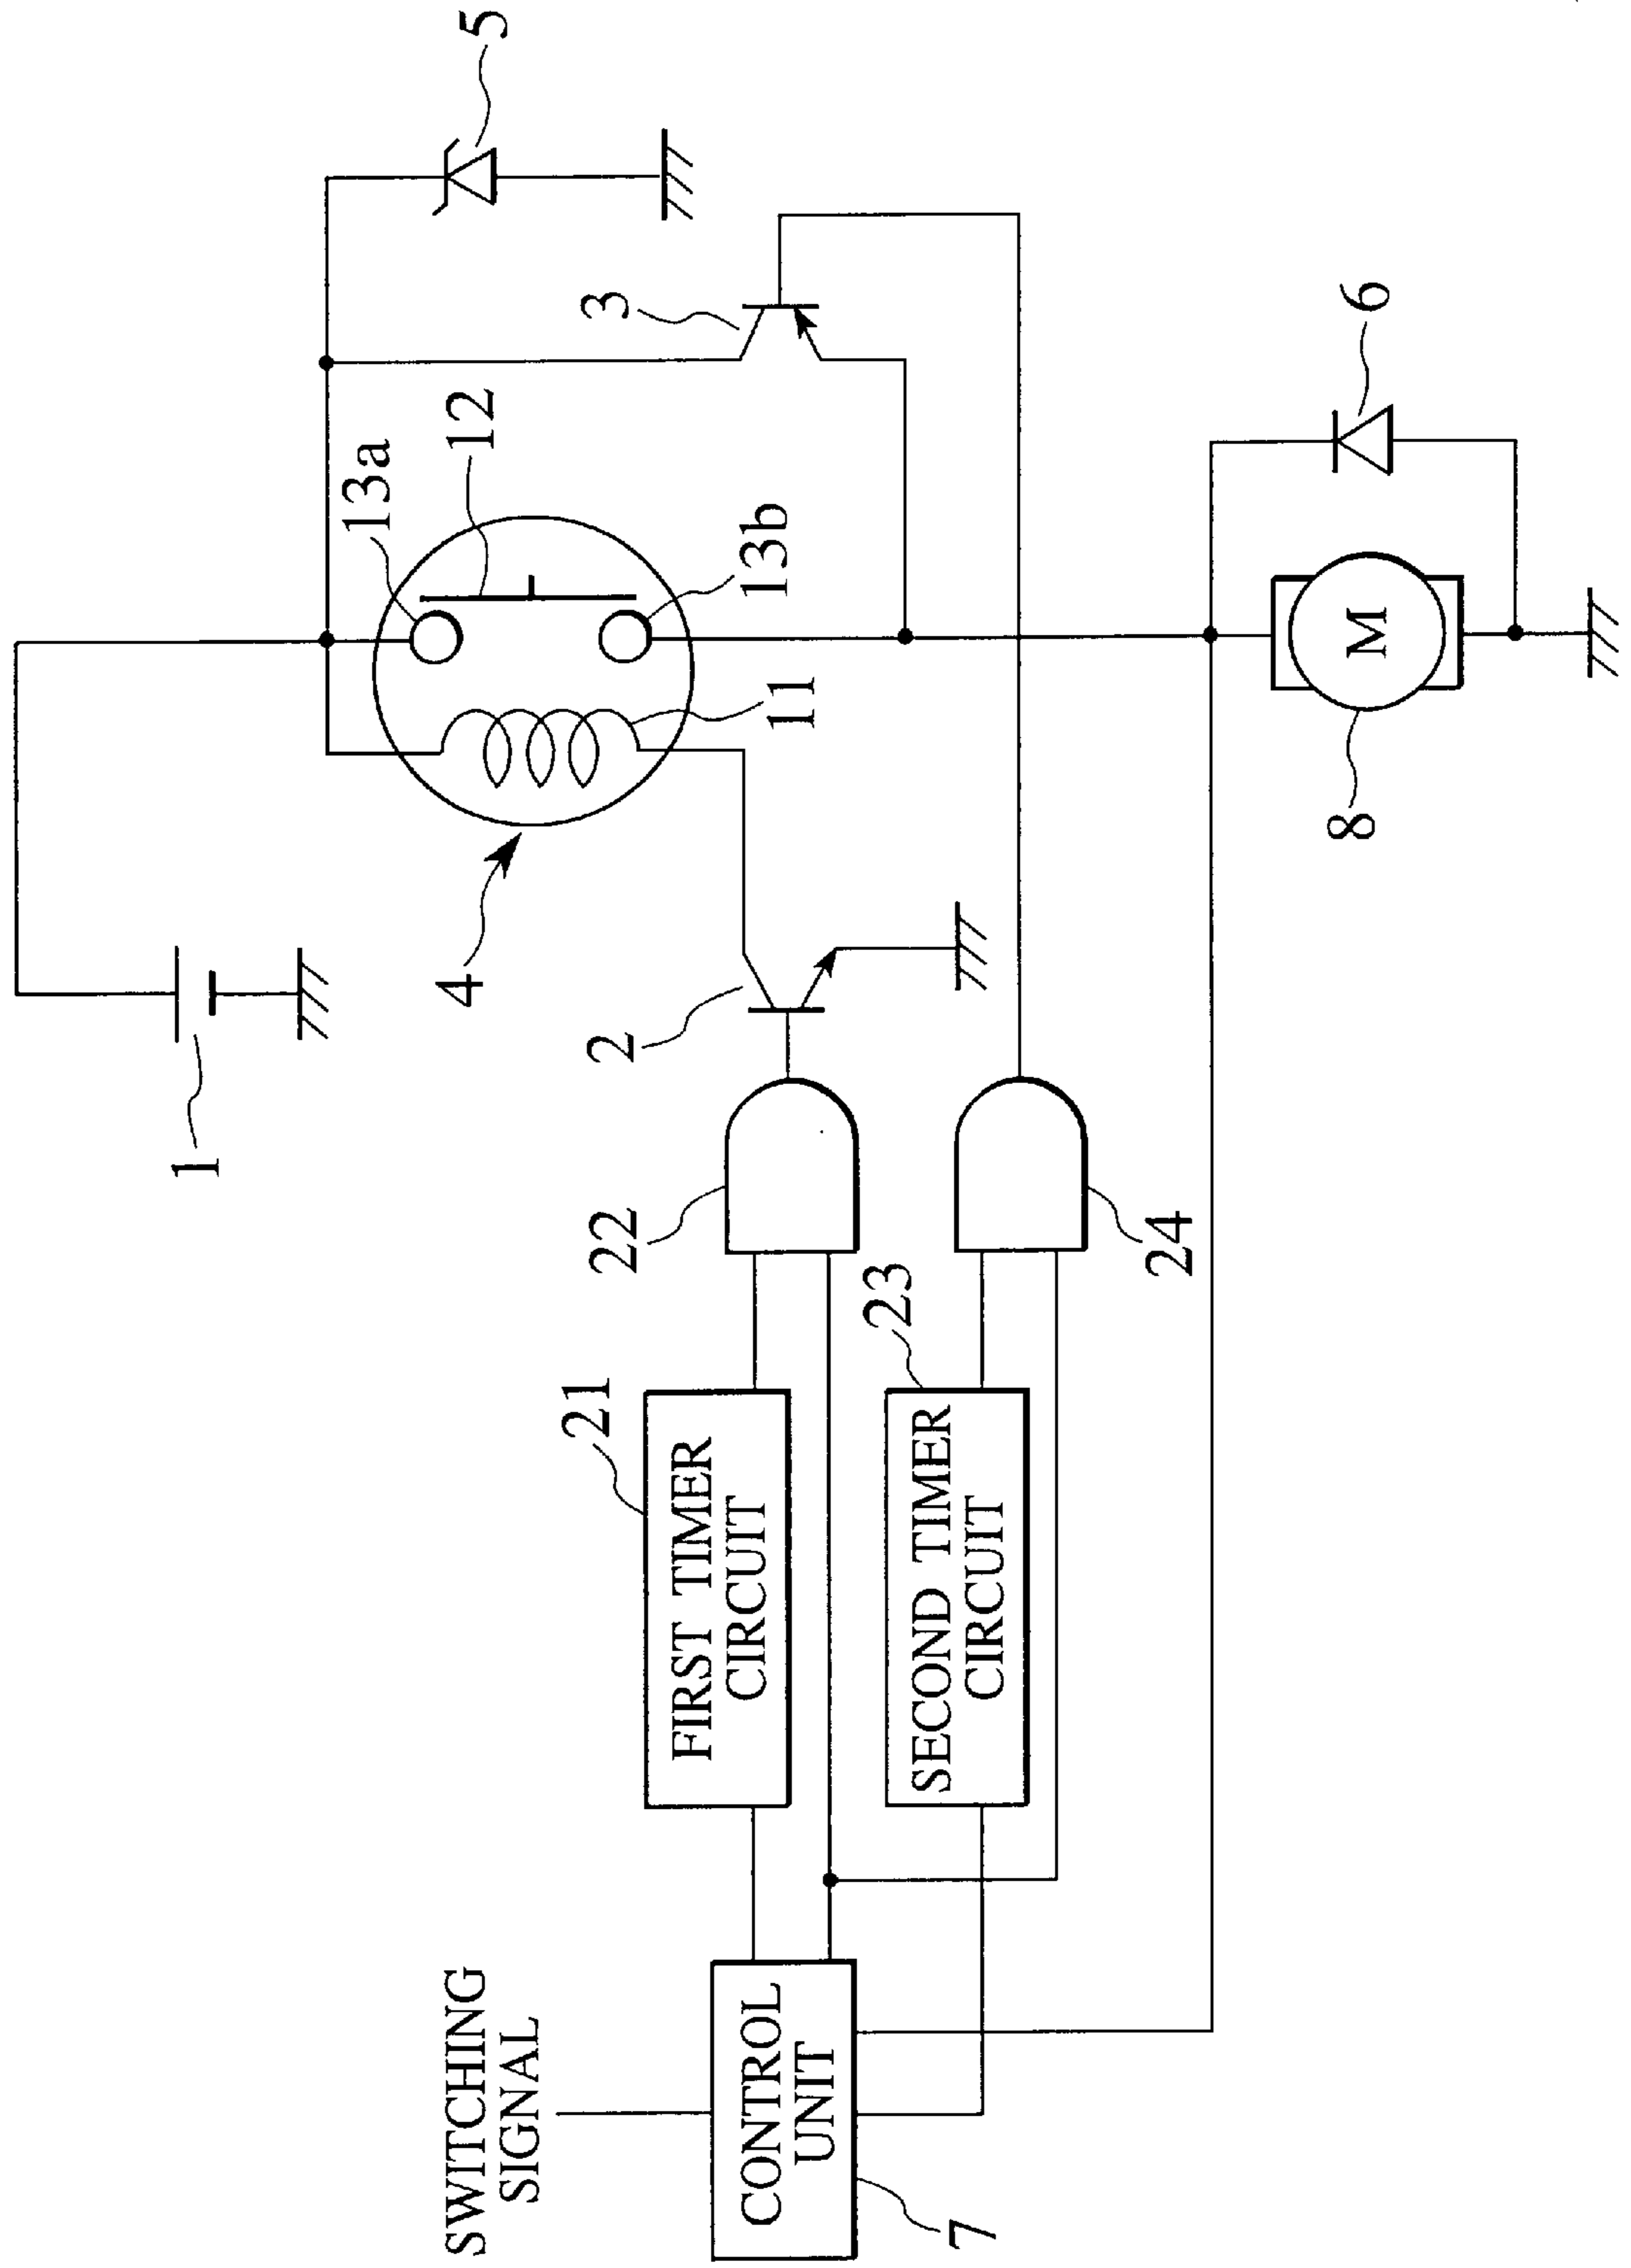 SWITCHING
SIGNAL
CONTROL
UNIT
7
FIRST TIMER
CIRCUIT
21
SECOND TIMER
CIRCUIT
23
22
24
1
2
4
11
13a
12
13b
3
5
M
8
6